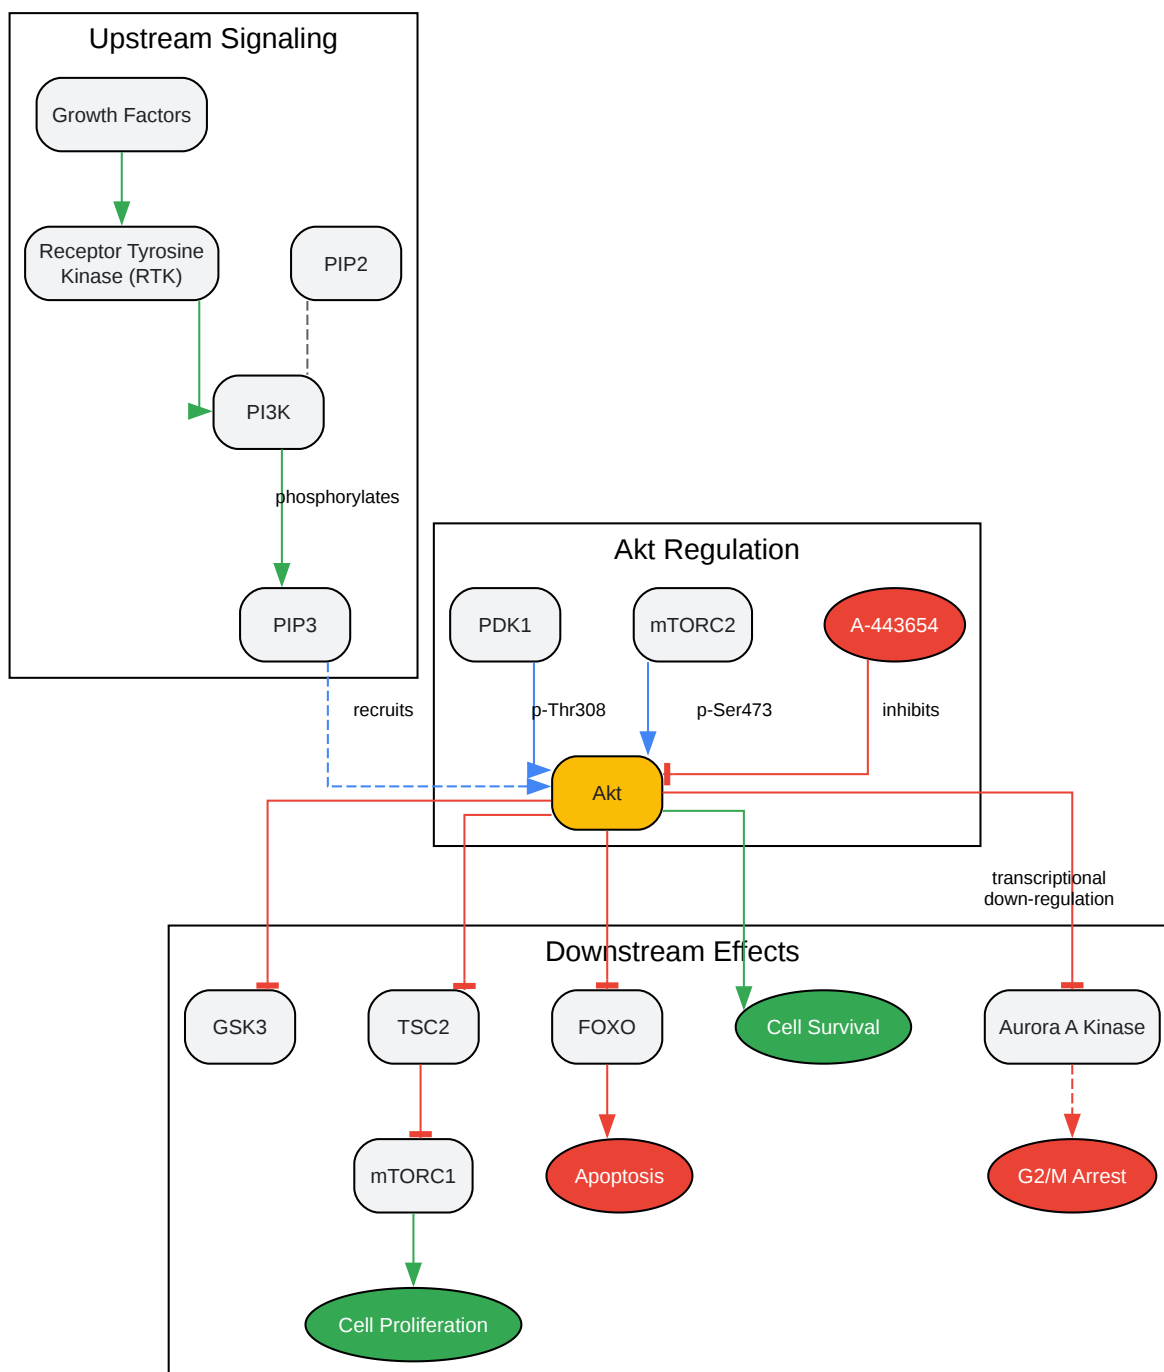 Upstream Signaling
Growth Factors
Receptor Tyrosine
Kinase (RTK)
PIP2
PI3K
phosphorylates
PIP3
recruits
Akt Regulation
PDK1
mTORC2
A-443654
p-Thr308
p-Ser473
inhibits
Akt
transcriptional
down-regulation
Downstream Effects
GSK3
TSC2
FOXO
Cell Survival
Aurora A Kinase
mTORC1
Apoptosis
G2/M Arrest
Cell Proliferation